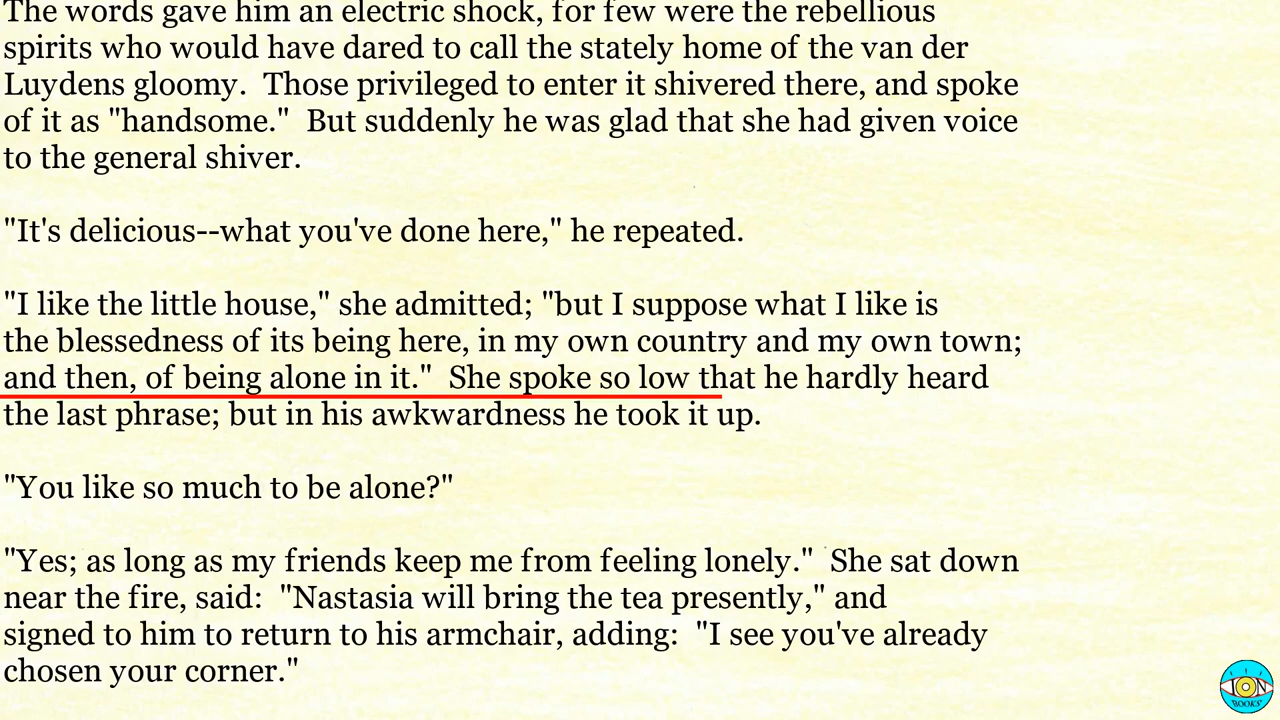 The words gave him an electric shock, for few were the rebellious
spirits who would have dared to call the stately home of the van der
Luydens gloomy.  Those privileged to enter it shivered there, and spoke
of it as "handsome."  But suddenly he was glad that she had given voice
to the general shiver.
"It's delicious--what you've done here," he repeated.
"I like the little house," she admitted; "but I suppose what I like is
the blessedness of its being here, in my own country and my own town;
and then, of being alone in it."  She spoke so low that he hardly heard
the last phrase; but in his awkwardness he took it up.
"You like so much to be alone?"
"Yes; as long as my friends keep me from feeling lonely."  She sat down
near the fire, said:  "Nastasia will bring the tea presently," and
signed to him to return to his armchair, adding:  "I see you've already
chosen your corner."
ION
BOOKS